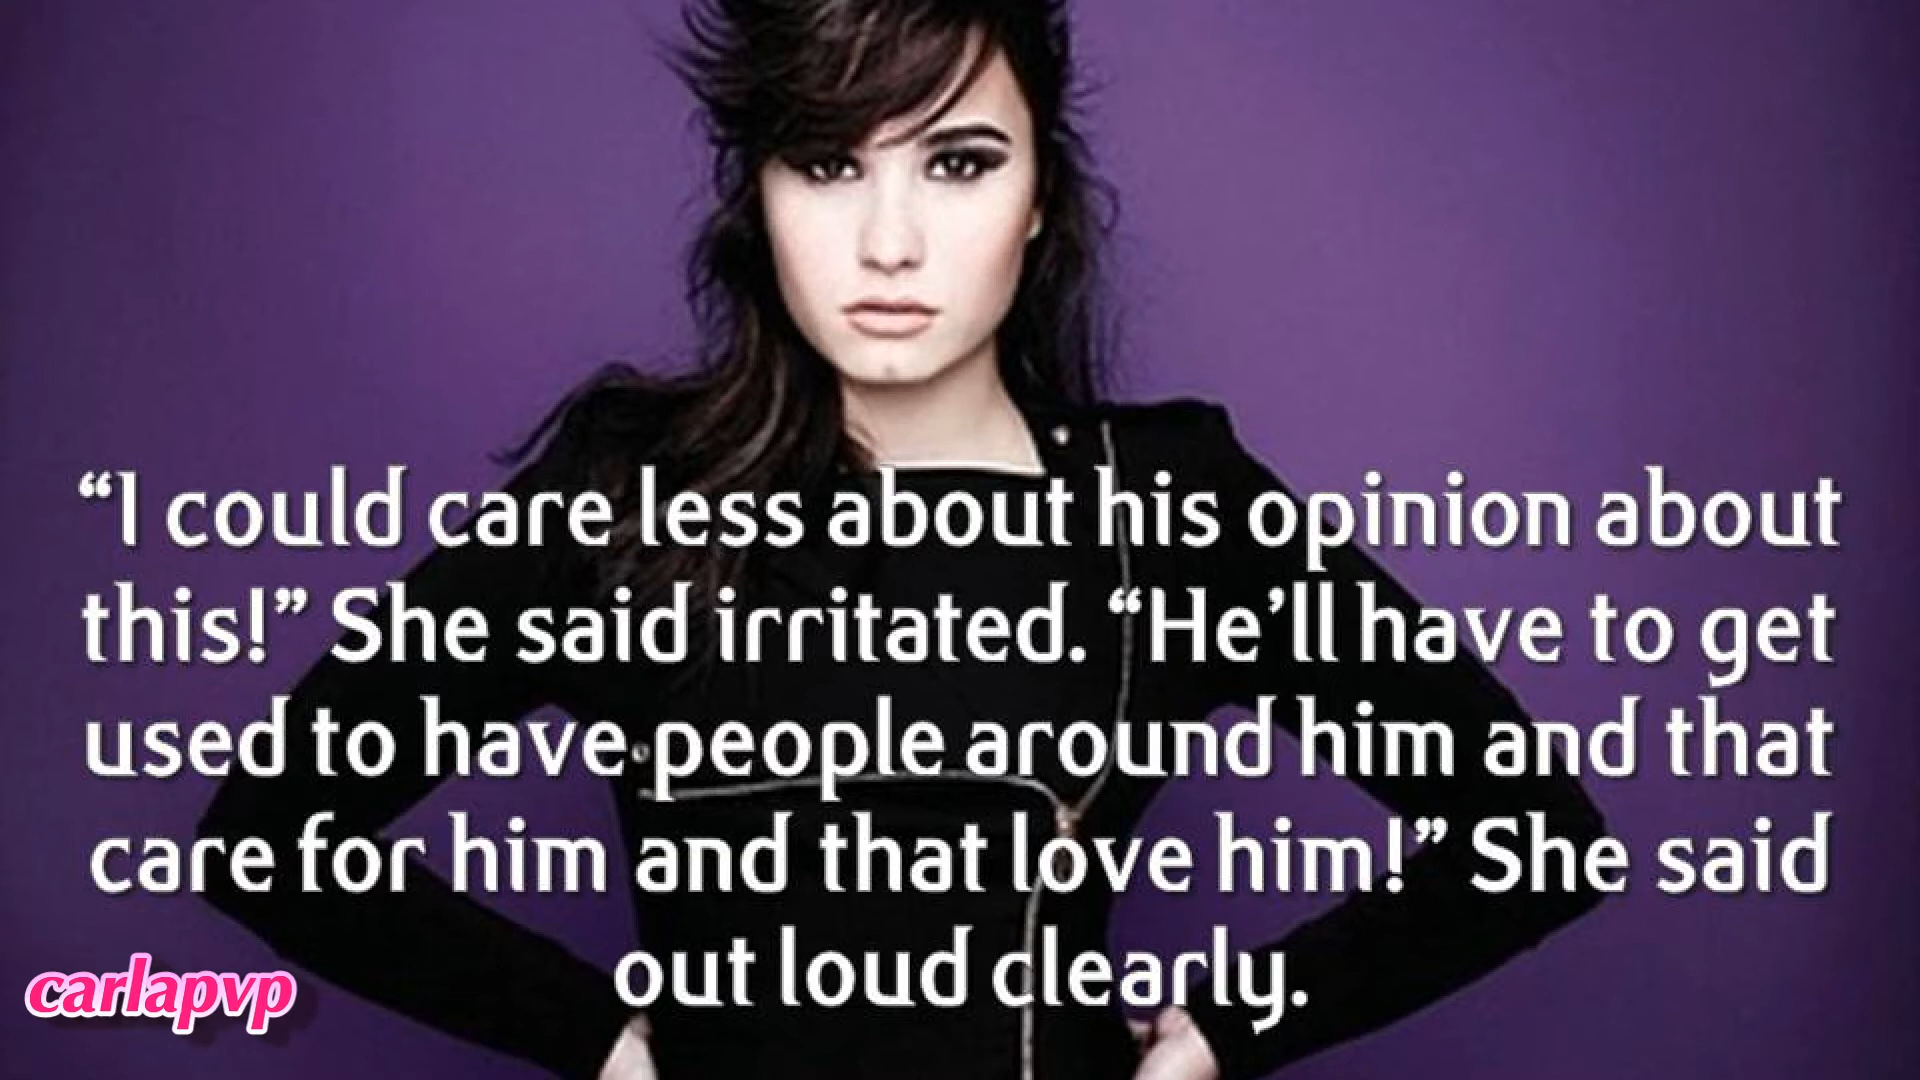 “I could care less about his opinion about
this!” She said irritated. “He’ll have to get
used to have people around him and that
care for him and that love him!” She said
out loud clearly.
carlapvp